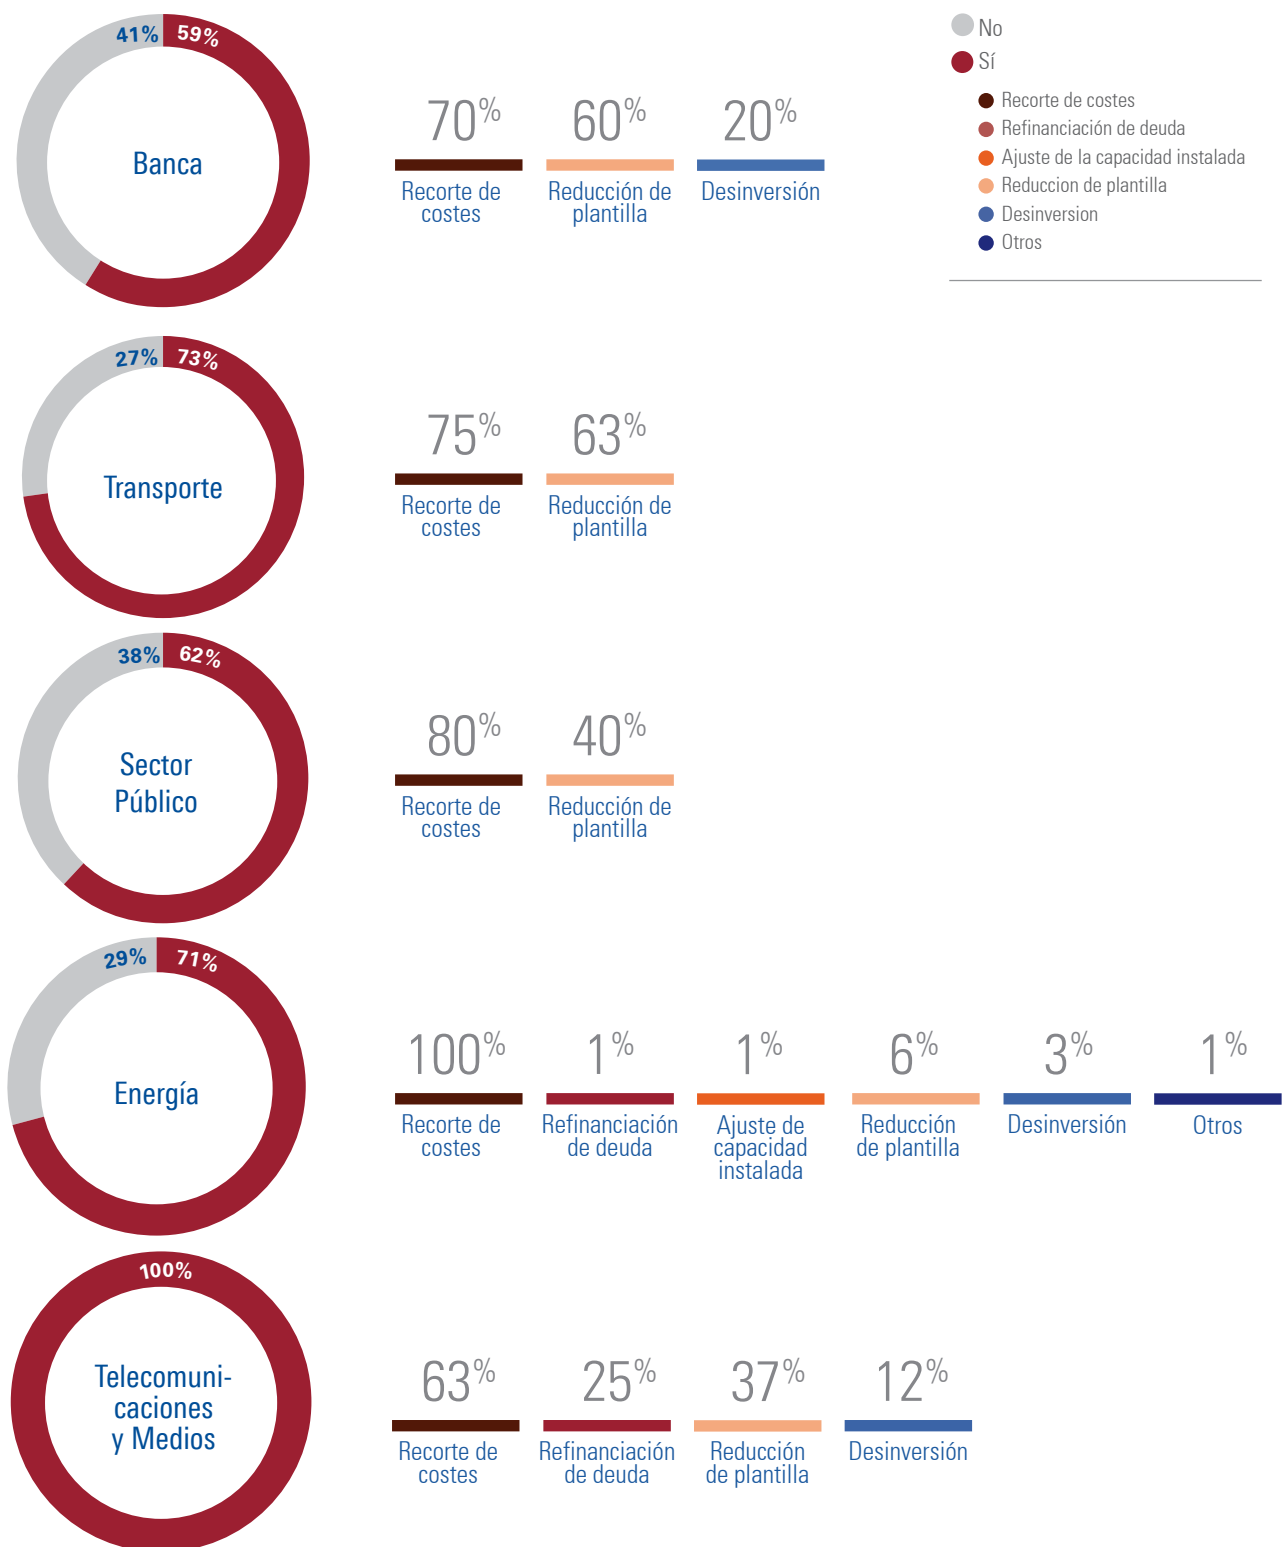 41% 59%
Banca
70% 60% 20%
Recorte de costes
Reducción de plantilla
Desinversión
No
Sí
Recorte de costes
Refinanciación de deuda
Ajuste de la capacidad instalada
Reduccion de plantilla
Desinversion
Otros
27% 73%
Transporte
75% 63%
Recorte de costes
Reducción de plantilla
38% 62%
Sector
Público
80% 40%
Recorte de costes
Reducción de plantilla
29% 71%
Energía
100% 1% 1% 6% 3% 1%
Recorte de costes
Refinanciación de deuda
Ajuste de capacidad instalada
Reducción de plantilla
Desinversión
Otros
100%
Telecomuni-
caciones
y Medios
63% 25% 37% 12%
Recorte de costes
Refinanciación de deuda
Reducción de plantilla
Desinversión